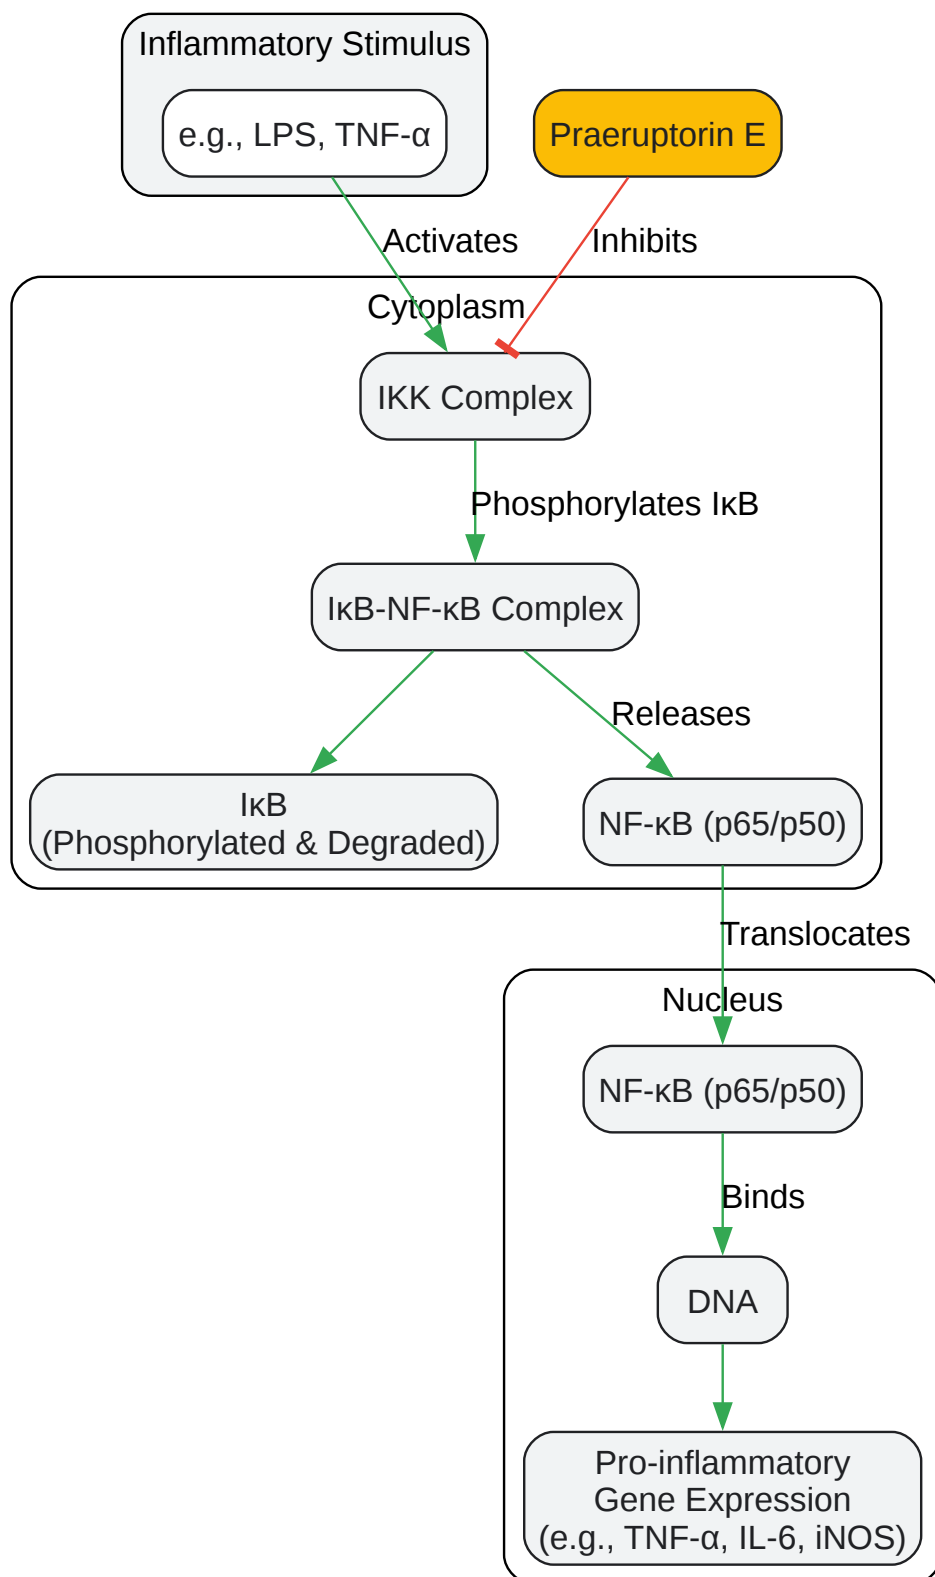 Inflammatory Stimulus
e.g., LPS, TNF-α
Praeruptorin E
Activates
Inhibits
Cytoplasm
IKK Complex
Phosphorylates IκB
IκB-NF-κB Complex
Releases
IκB
(Phosphorylated & Degraded)
NF-κB (p65/p50)
Translocates
Nucleus
NF-κB (p65/p50)
Binds
DNA
Pro-inflammatory
Gene Expression
(e.g., TNF-α, IL-6, iNOS)